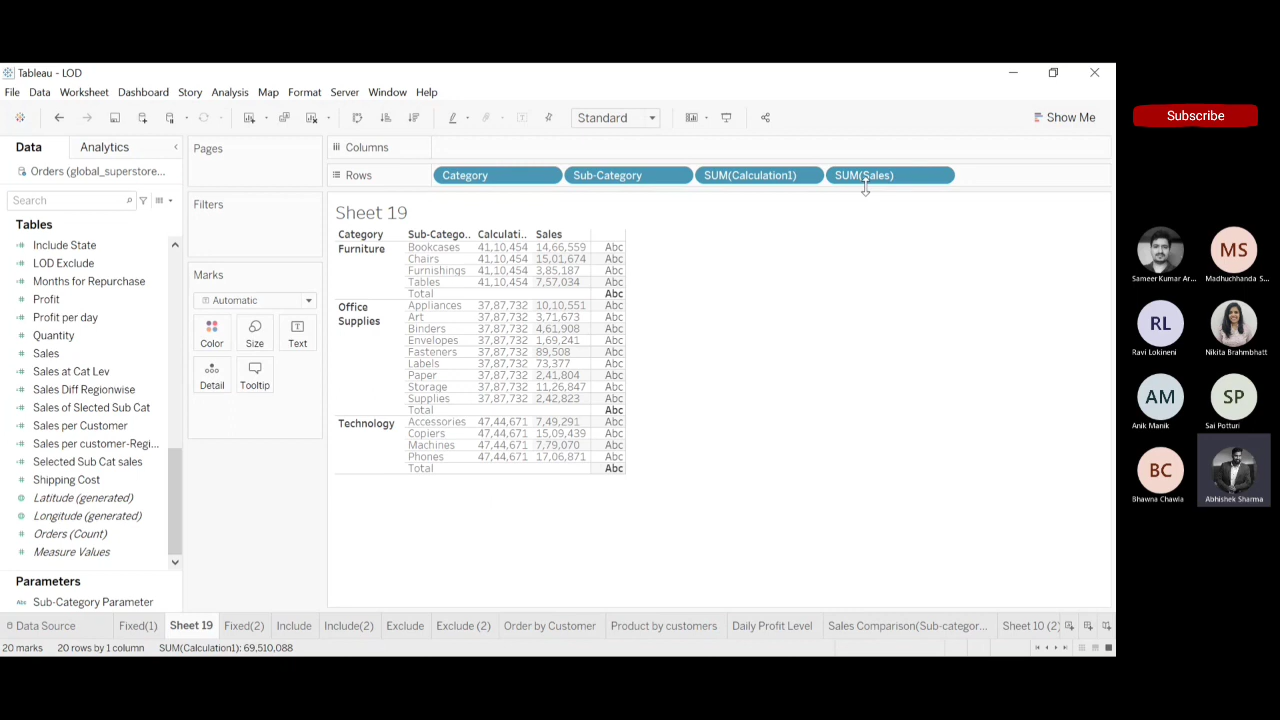 Tableau - LOD
File Data Worksheet Dashboard Story Analysis Map Format Server Window Help
Standard
Show Me
Data Analytics
Orders (global_superstore...
Search
Tables
Include State
LOD Exclude
Months for Repurchase
Profit
Profit per day
Quantity
Sales
Sales at Cat Lev
Sales Diff Regionwise
Sales of Slected Sub Cat
Sales per Customer
Sales per customer-Regi...
Selected Sub Cat sales
Shipping Cost
Latitude (generated)
Longitude (generated)
Orders (Count)
Measure Values
Parameters
Abc Sub-Category Parameter
Pages
Filters
Marks
Automatic
Color Size Text
Detail Tooltip
Columns
Rows Category Sub-Category SUM(Calculation1) SUM(Sales)
Sheet 19
Category Sub-Catego.. Calculati.. Sales
Furniture Bookcases 41,10,454 14,66,559 Abc
Chairs 41,10,454 15,01,674 Abc
Furnishings 41,10,454 3,85,187 Abc
Tables 41,10,454 7,57,034 Abc
Total Abc
Office Supplies Appliances 37,87,732 10,10,551 Abc
Art 37,87,732 3,71,673 Abc
Binders 37,87,732 4,61,908 Abc
Envelopes 37,87,732 1,69,241 Abc
Fasteners 37,87,732 89,508 Abc
Labels 37,87,732 73,377 Abc
Paper 37,87,732 2,41,804 Abc
Storage 37,87,732 11,26,847 Abc
Supplies 37,87,732 2,42,823 Abc
Total Abc
Technology Accessories 47,44,671 7,49,291 Abc
Copiers 47,44,671 15,09,439 Abc
Machines 47,44,671 7,79,070 Abc
Phones 47,44,671 17,06,871 Abc
Total Abc
Data Source Fixed(1) Sheet 19 Fixed(2) Include Include(2) Exclude Exclude (2) Order by Customer Product by customers Daily Profit Level Sales Comparison(Sub-categor... Sheet 10 (2)
20 marks 20 rows by 1 column SUM(Calculation1): 69,510,088
Subscribe
Sameer Kumar Ar...
MS
Madhuchhanda S...
RL
Ravi Lokineni
Nikita Brahmbhatt
AM
Anik Manik
SP
Sai Potturi
BC
Bhawna Chawla
Abhishek Sharma